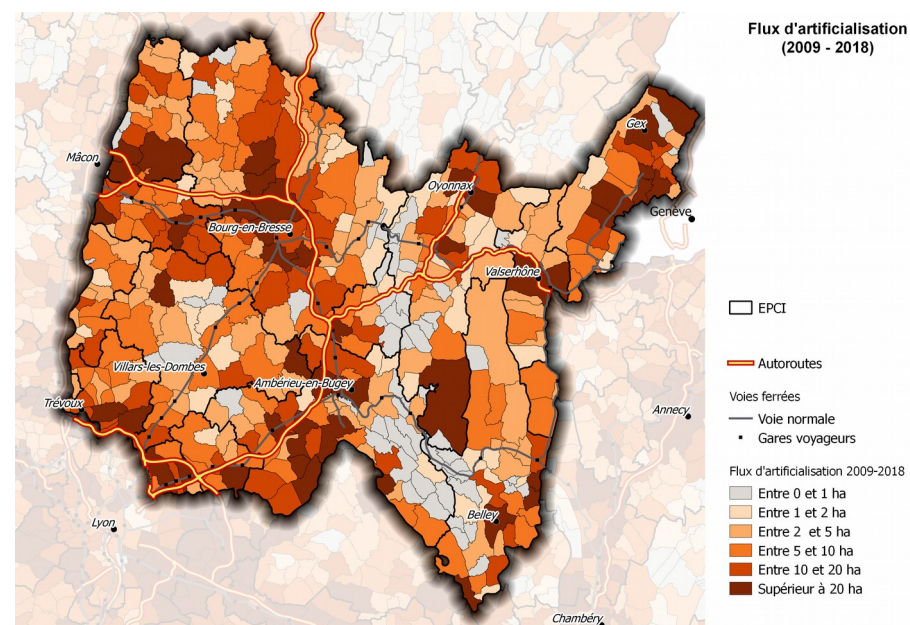 Flux d'artificialisation
(2009 - 2018)
Gex
Mâcon
Oyonnax
Genève
Bourg-en-Bresse
Valserhône
EPCI
Autoroutes
Villars-les-Dombes
Ambérieu-en-Bugey
Voies ferrées
Trévoux
Annecy
Voie normale
Gares voyageurs
Flux d'artificialisation 2009-2018
Entre 0 et 1 ha
Entre 1 et 2 ha
Lyon
Belley
Entre 2 et 5 ha
Entre 5 et 10 ha
Entre 10 et 20 ha
Supérieur à 20 ha
Chambéry